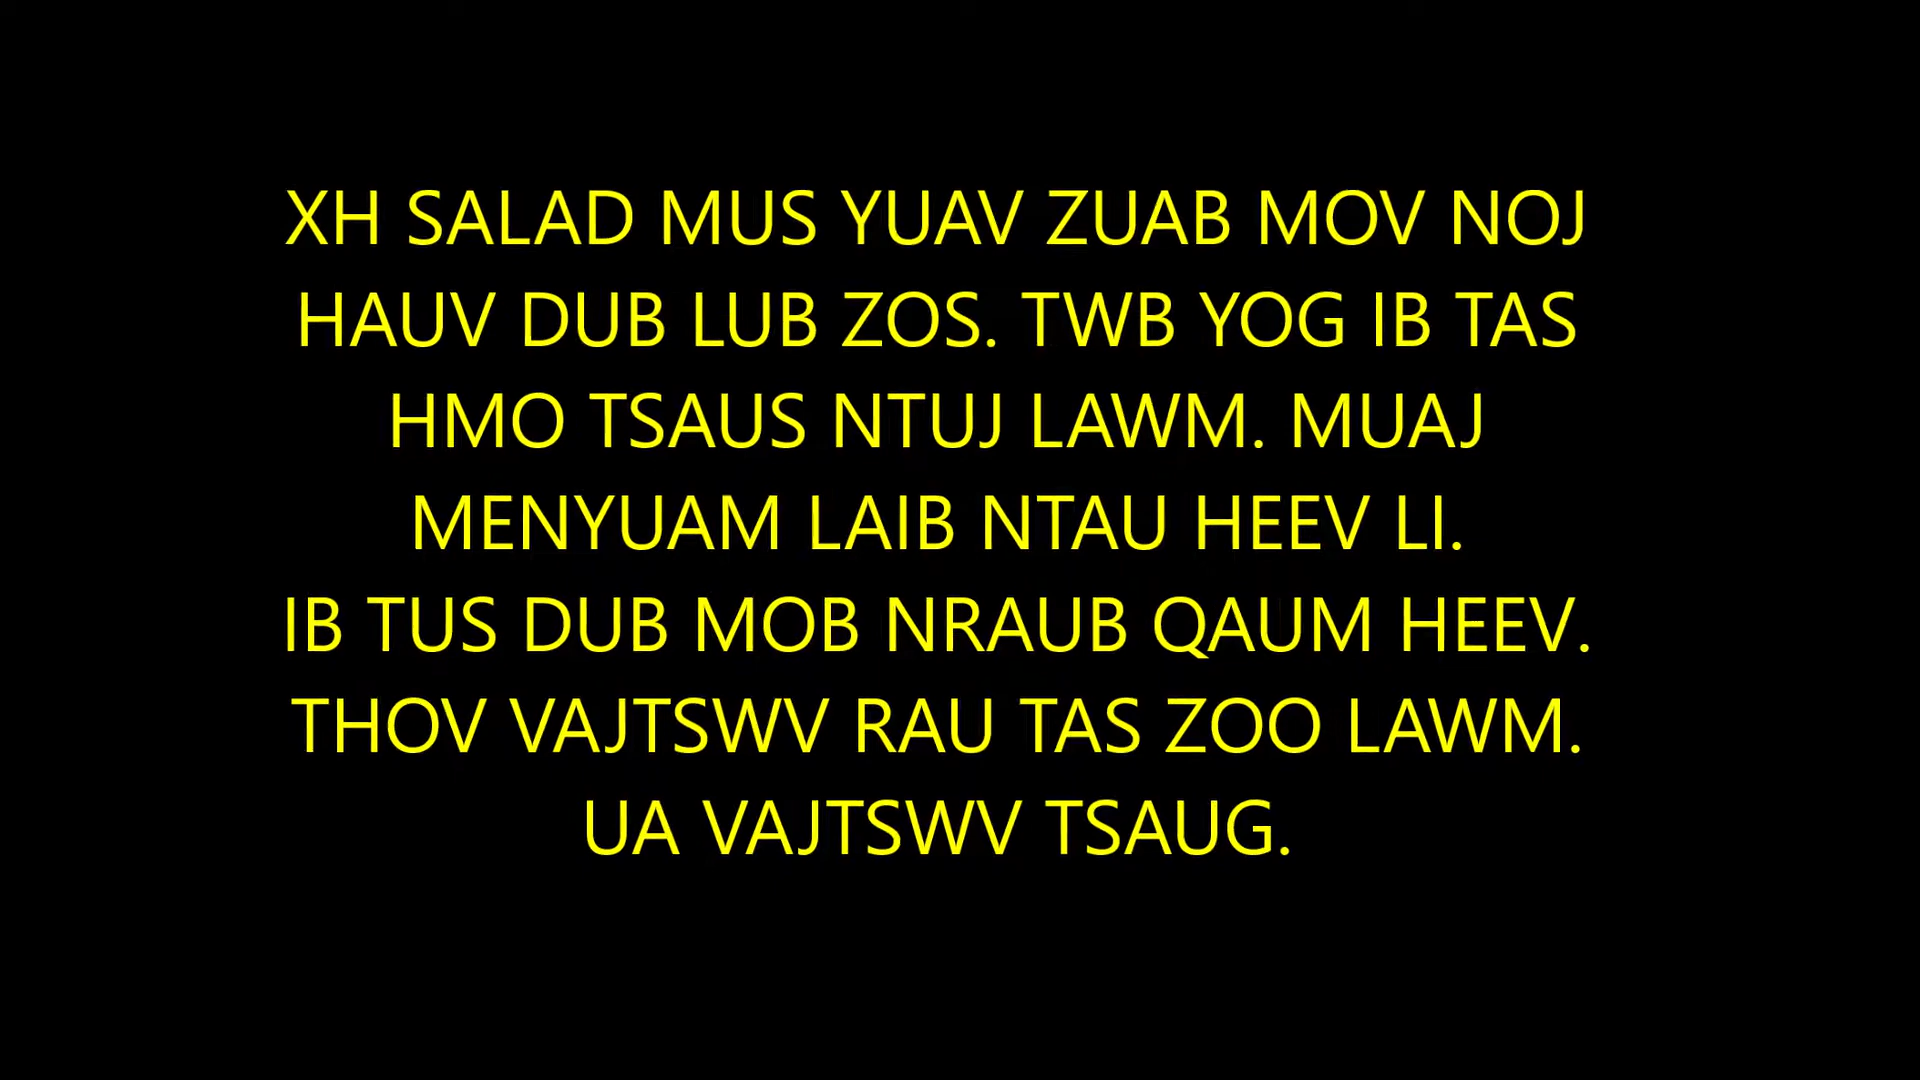 XH SALAD MUS YUAV ZUAB MOV NOJ
HAUV DUB LUB ZOS. TWB YOG IB TAS
HMO TSAUS NTUJ LAWM. MUAJ
MENYUAM LAIB NTAU HEEV LI.
IB TUS DUB MOB NRAUB QAUM HEEV.
THOV VAJTSWV RAU TAS ZOO LAWM.
UA VAJTSWV TSAUG.